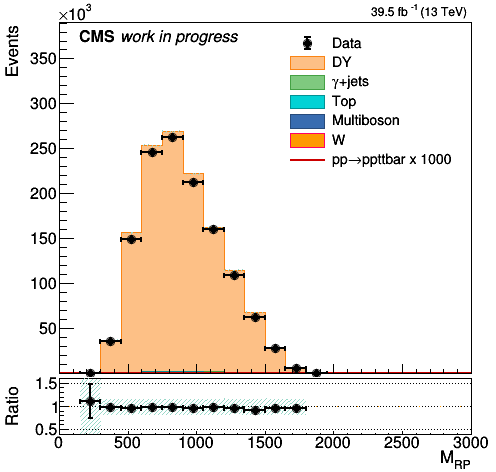 ×10³
39.5 fb⁻¹ (13 TeV)
CMS work in progress
Events
350
300
250
200
150
100
50
Data
DY
γ+jets
Top
Multiboson
W
pp→ppttbar x 1000
Ratio
1.5
1
0.5
0 500 1000 1500 2000 2500 3000
M_RP